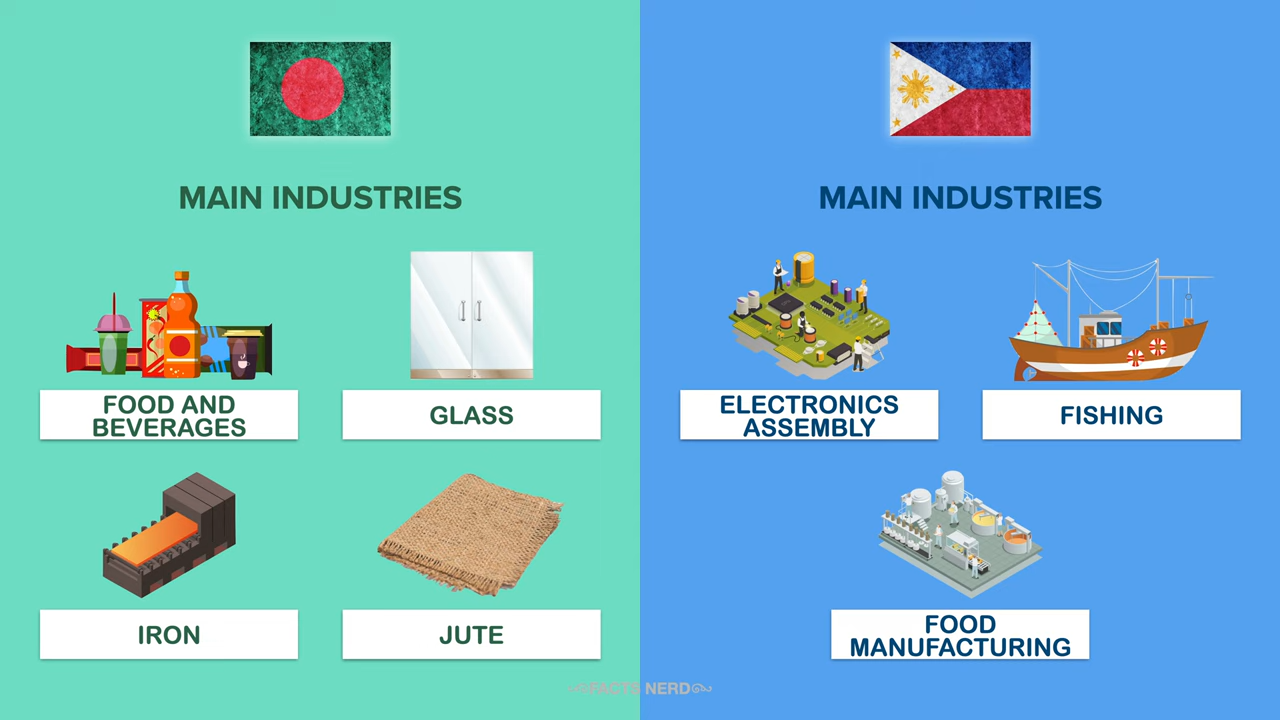 MAIN INDUSTRIES
FOOD AND
BEVERAGES
GLASS
IRON
JUTE
MAIN INDUSTRIES
ELECTRONICS
ASSEMBLY
FISHING
FOOD
MANUFACTURING
FACTS NERD